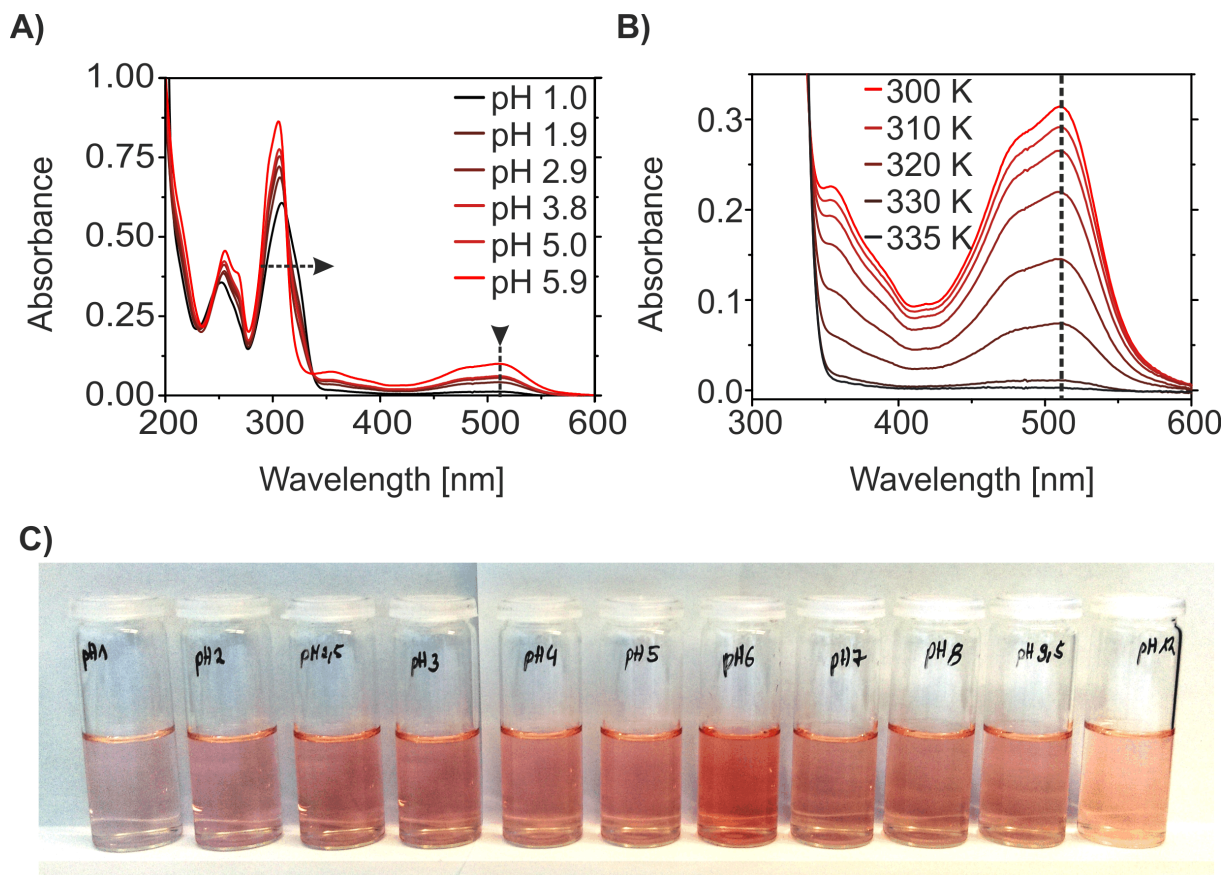 A)
Absorbance
1.00
0.75
0.50
0.25
0.00
200
300
400
500
600
Wavelength [nm]
pH 1.0
pH 1.9
pH 2.9
pH 3.8
pH 5.0
pH 5.9
B)
Absorbance
0.3
0.2
0.1
0.0
300
400
500
600
Wavelength [nm]
300 K
310 K
320 K
330 K
335 K
C)
pH1
pH2
pH2,5
pH3
pH4
pH5
pH6
pH7
pH8
pH9,5
pH12